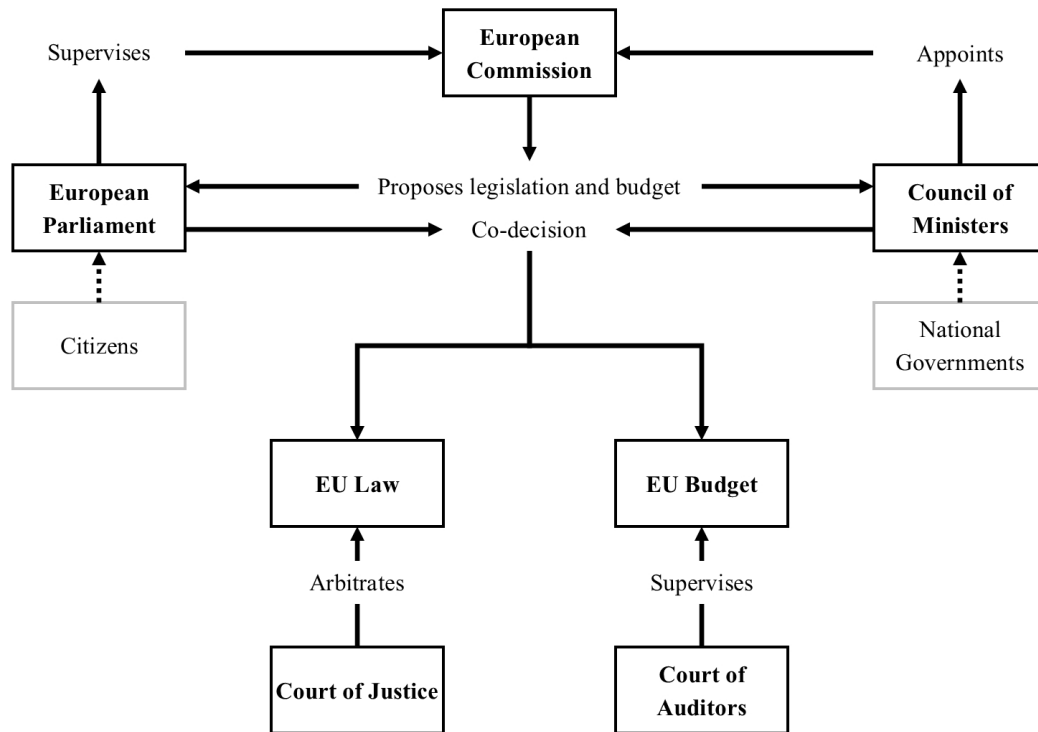 Supervises
European
Commission
Appoints
European
Parliament
Proposes legislation and budget
Council of
Ministers
Co-decision
Citizens
National
Governments
EU Law
EU Budget
Arbitrates
Supervises
Court of Justice
Court of
Auditors